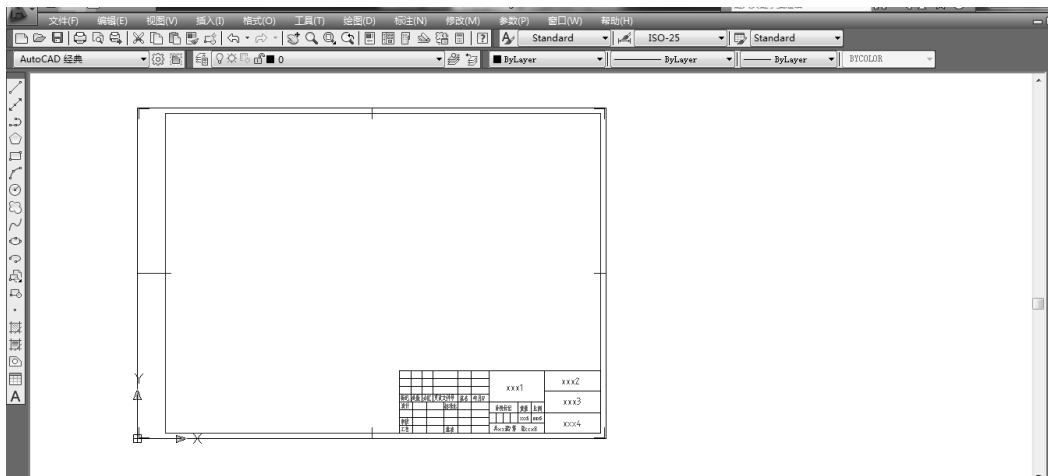 文件(F) 编辑(E) 视图(V) 插入(I) 格式(O) 工具(T) 绘图(D) 标注(N) 修改(M) 参数(P) 窗口(W) 帮助(H)
Standard ISO-25 Standard
AutoCAD 经典 0 ByLayer ByLayer ByLayer BYCOLOR
A
xxx1
xxx2
xxx3
xxx4
Y
X